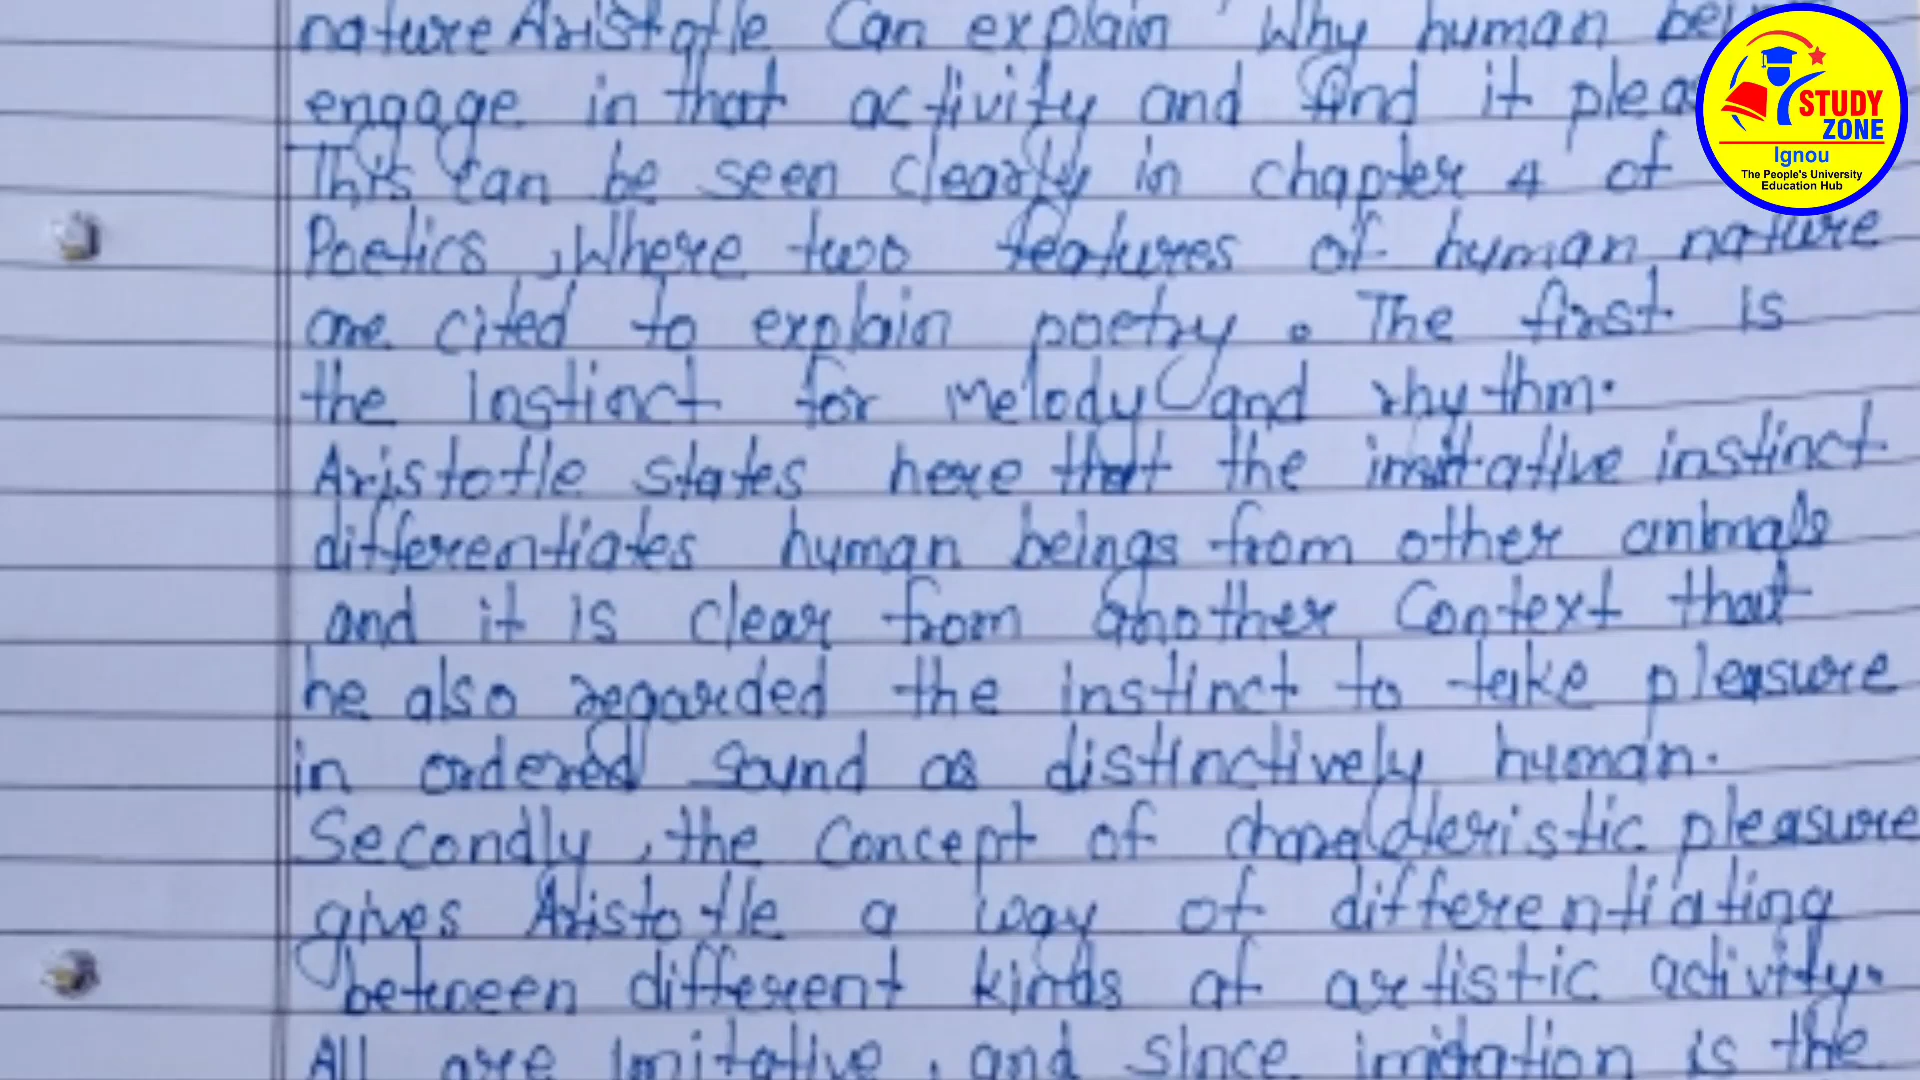 nature Aristotle Can explain Why human
engage in that activity and find it
This can be seen clearly in chapter 4 of
Poetics, Where two features of human nature
are cited to explain poetry. The first is
the instinct for Melody and rhythm.
Aristotle states here that the imitative instinct
differentiates human beings from other animals
and it is clear from another Context that
he also regarded the instinct to take pleasure
in ordered sound as distinctively human.
Secondly, the concept of characteristic pleasure
gives Aristotle a way of differentiating
between different kinds of artistic activity.
All are imitative, and since imitation is the
STUDY
ZONE
Ignou
The People's University
Education Hub